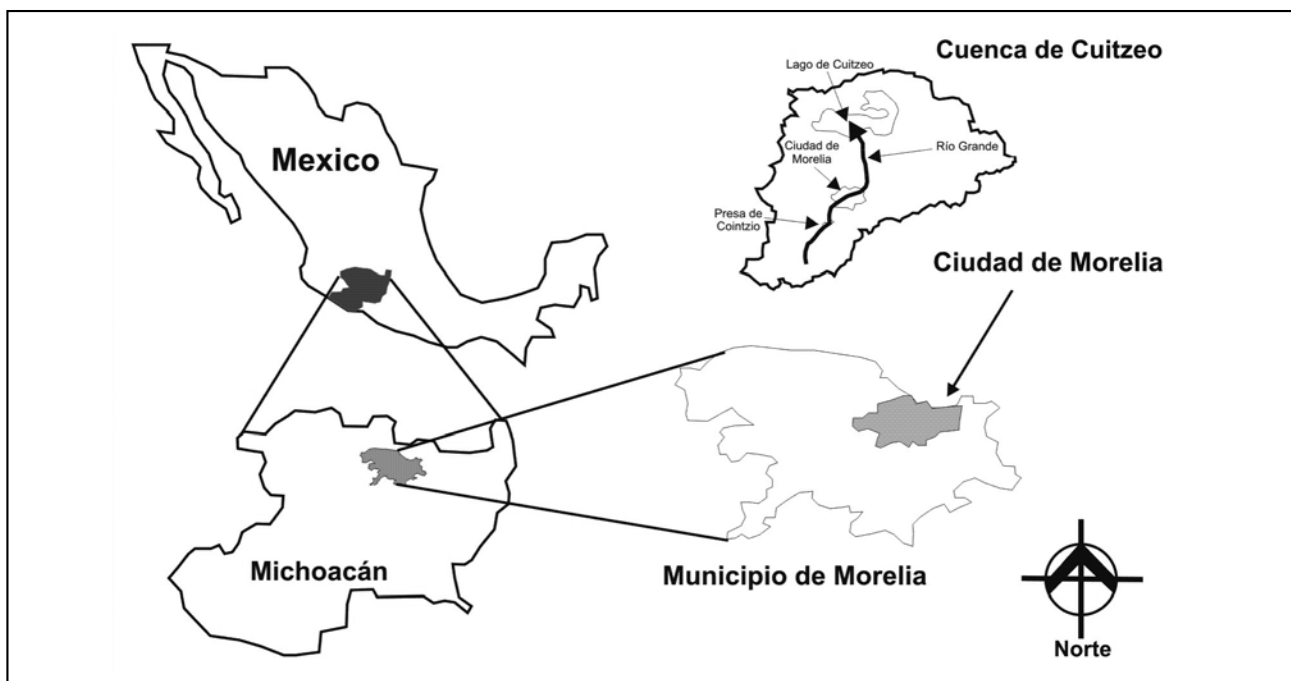 Cuenca de Cuitzeo
Lago de Cuitzeo
Mexico
Ciudad de
Morelia
Río Grande
Presa de
Cointzio
Ciudad de Morelia
Michoacán
Municipio de Morelia
Norte